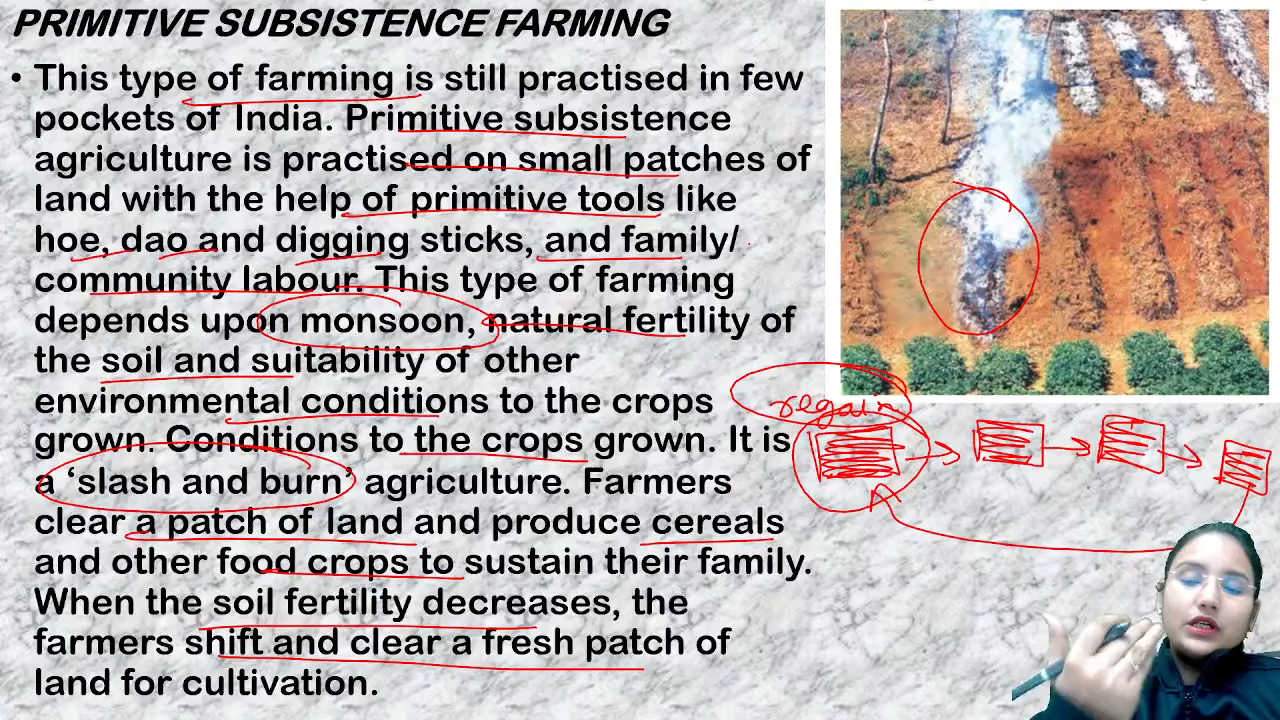 PRIMITIVE SUBSISTENCE FARMING
• This type of farming is still practised in few
pockets of India. Primitive subsistence
agriculture is practised on small patches of
land with the help of primitive tools like
hoe, dao and digging sticks, and family/
community labour. This type of farming
depends upon monsoon, natural fertility of
the soil and suitability of other
environmental conditions to the crops
grown. Conditions to the crops grown. It is
a ‘slash and burn’ agriculture. Farmers
clear a patch of land and produce cereals
and other food crops to sustain their family.
When the soil fertility decreases, the
farmers shift and clear a fresh patch of
land for cultivation.
regain